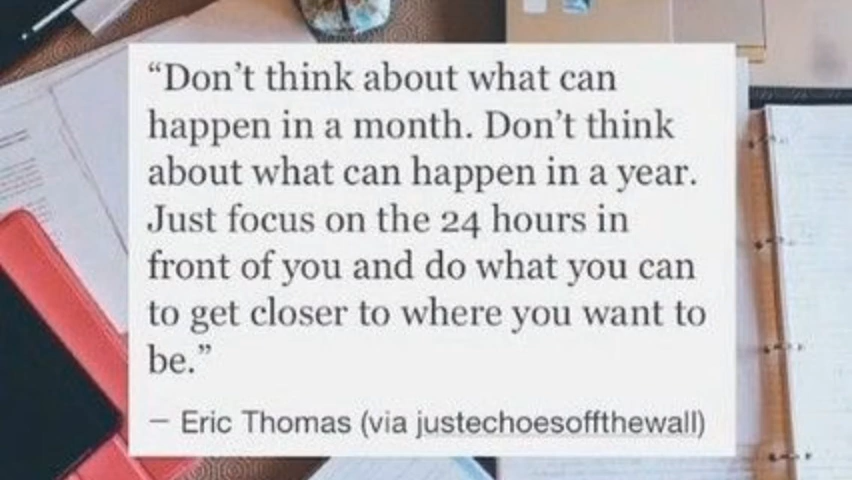 “Don’t think about what can
happen in a month. Don’t think
about what can happen in a year.
Just focus on the 24 hours in
front of you and do what you can
to get closer to where you want to
be.”
— Eric Thomas (via justechoesoffthewall)